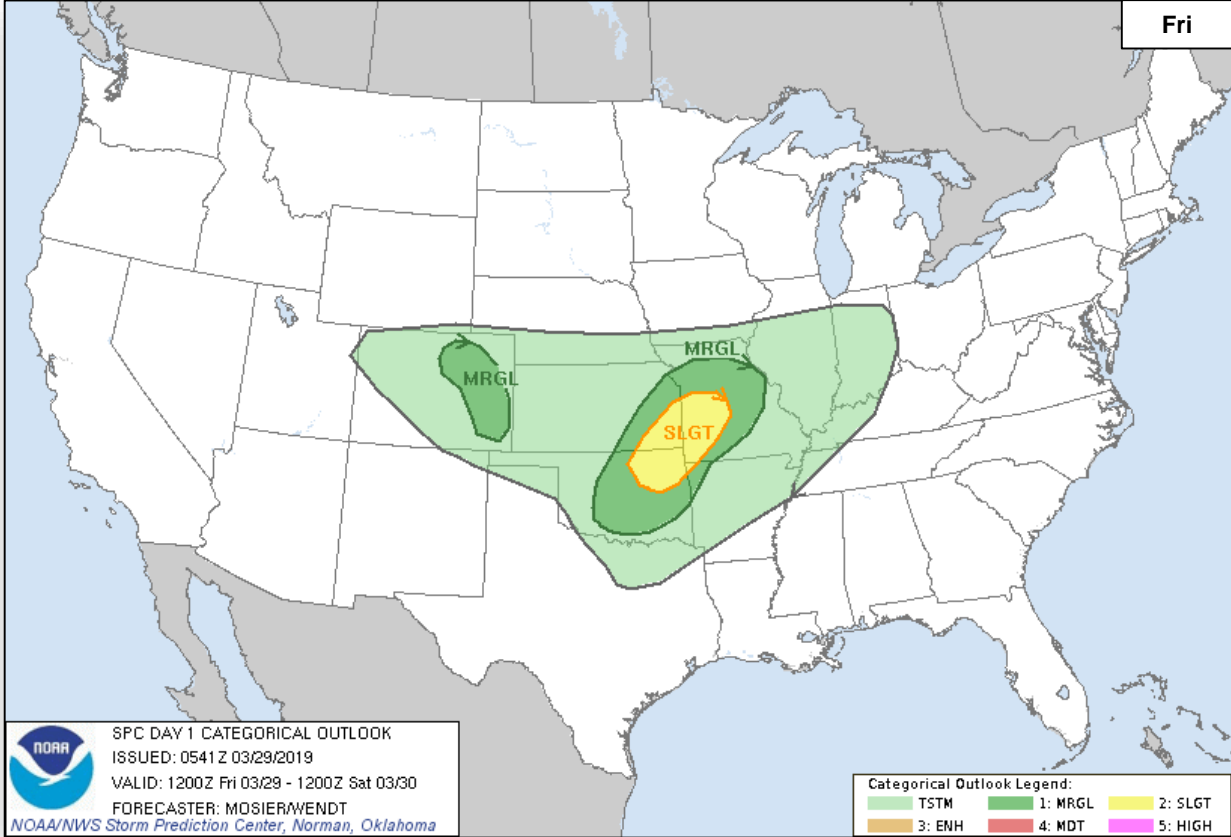 Fri
MRGL
MRGL
SLGT
NOAA
SPC DAY 1 CATEGORICAL OUTLOOK
ISSUED: 0541Z 03/29/2019
VALID: 1200Z Fri 03/29 - 1200Z Sat 03/30
FORECASTER: MOSIER/WENDT
NOAA/NWS Storm Prediction Center, Norman, Oklahoma
Categorical Outlook Legend:
TSTM 1: MRGL 2: SLGT
3: ENH 4: MDT 5: HIGH